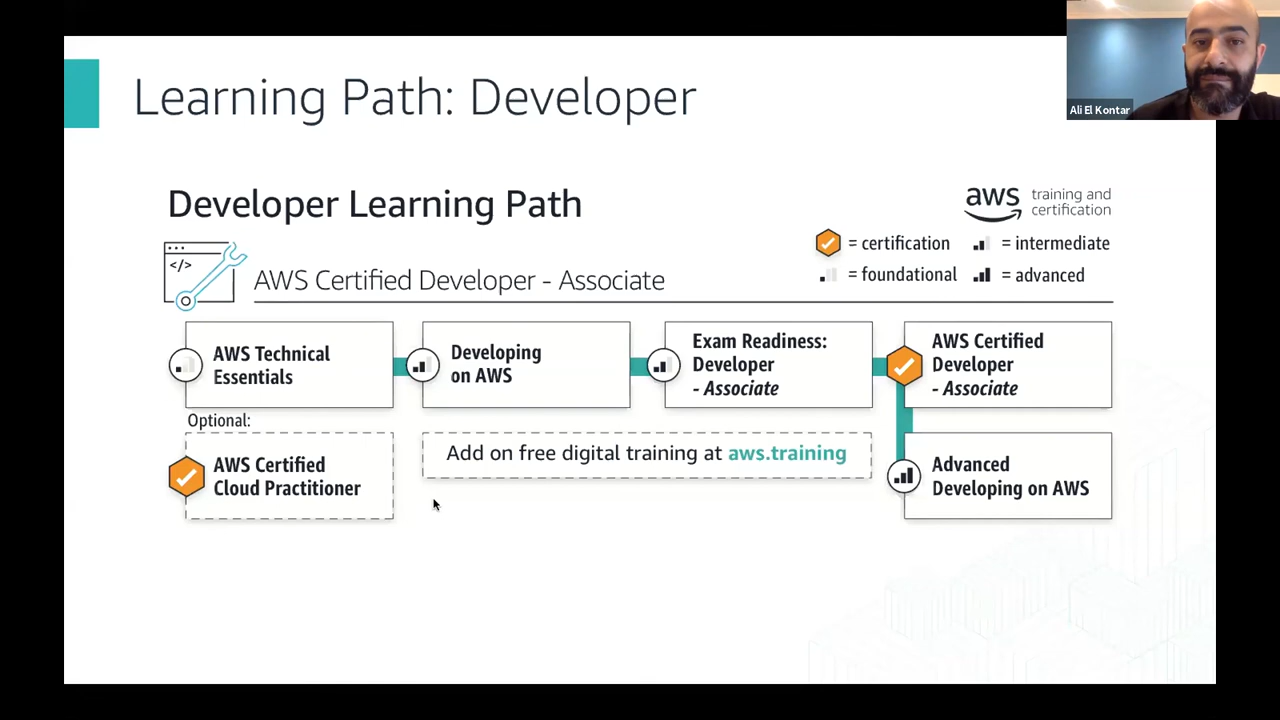 Learning Path: Developer
Ali El Kontar
Developer Learning Path
aws training and
certification
= certification
= intermediate
= foundational
= advanced
</>
AWS Certified Developer - Associate
AWS Technical
Essentials
Developing
on AWS
Exam Readiness:
Developer
- Associate
AWS Certified
Developer
- Associate
Optional:
AWS Certified
Cloud Practitioner
Add on free digital training at aws.training
Advanced
Developing on AWS